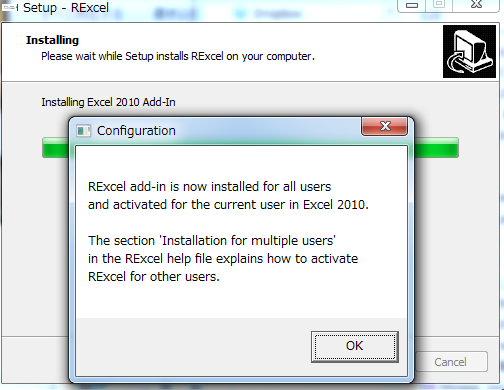 Setup - RExcel
Installing
Please wait while Setup installs RExcel on your computer.
Installing Excel 2010 Add-In
Configuration
RExcel add-in is now installed for all users
and activated for the current user in Excel 2010.
The section 'Installation for multiple users'
in the RExcel help file explains how to activate
RExcel for other users.
OK
Cancel